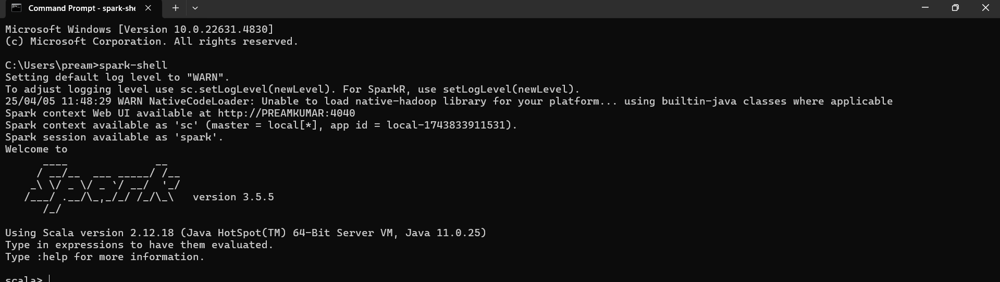 Command Prompt - spark-she
Microsoft Windows [Version 10.0.22631.4830]
(c) Microsoft Corporation. All rights reserved.
C:\Users\pream>spark-shell
Setting default log level to "WARN".
To adjust logging level use sc.setLogLevel(newLevel). For SparkR, use setLogLevel(newLevel).
25/04/05 11:48:29 WARN NativeCodeLoader: Unable to load native-hadoop library for your platform... using builtin-java classes where applicable
Spark context Web UI available at http://PREAMKUMAR:4040
Spark context available as 'sc' (master = local[*], app id = local-1743833911531).
Spark session available as 'spark'.
Welcome to
      ____              __
     / __/__  ___ _____/ /__
    _\ \/ _ \/ _ `/ __/  '_/
   /___/ .__/\_,_/_/ /_/\_\   version 3.5.5
      /_/
Using Scala version 2.12.18 (Java HotSpot(TM) 64-Bit Server VM, Java 11.0.25)
Type in expressions to have them evaluated.
Type :help for more information.
scala>